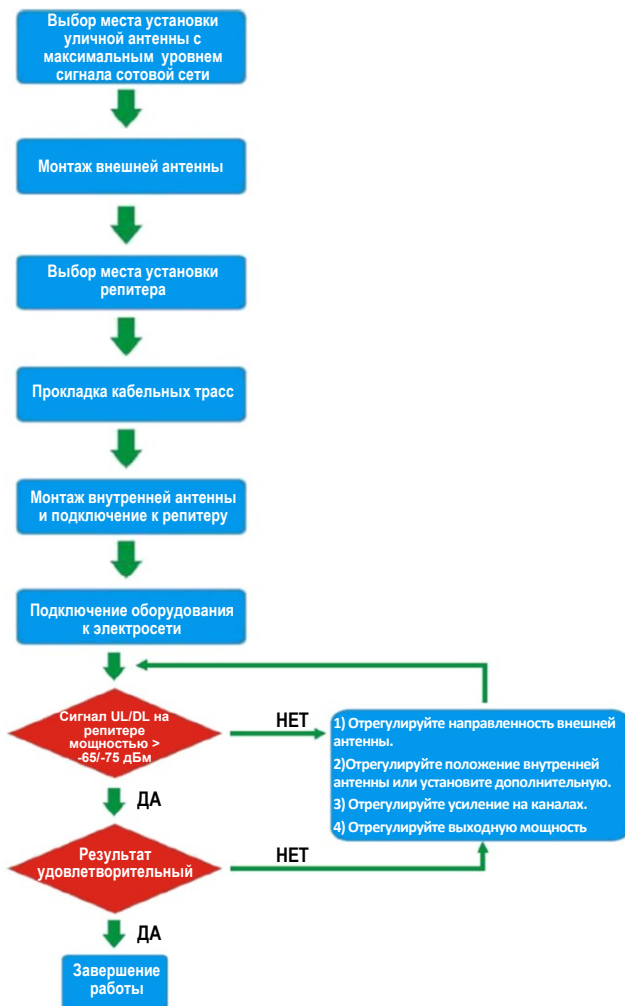 Выбор места установки
уличной антенны с
максимальным уровнем
сигнала сотовой сети
Монтаж внешней антенны
Выбор места установки
репитера
Прокладка кабельных трасс
Монтаж внутренней антенны
и подключение к репитеру
Подключение оборудования
к электросети
Сигнал UL/DL на
репитере
мощностью >
-65/-75 дБм
НЕТ
1) Отрегулируйте направленность внешней
антенны.
2)Отрегулируйте положение внутренней
антенны или установите дополнительную.
3) Отрегулируйте усиление на каналах.
4) Отрегулируйте выходную мощность
ДА
Результат
удовлетворительный
НЕТ
ДА
Завершение
работы